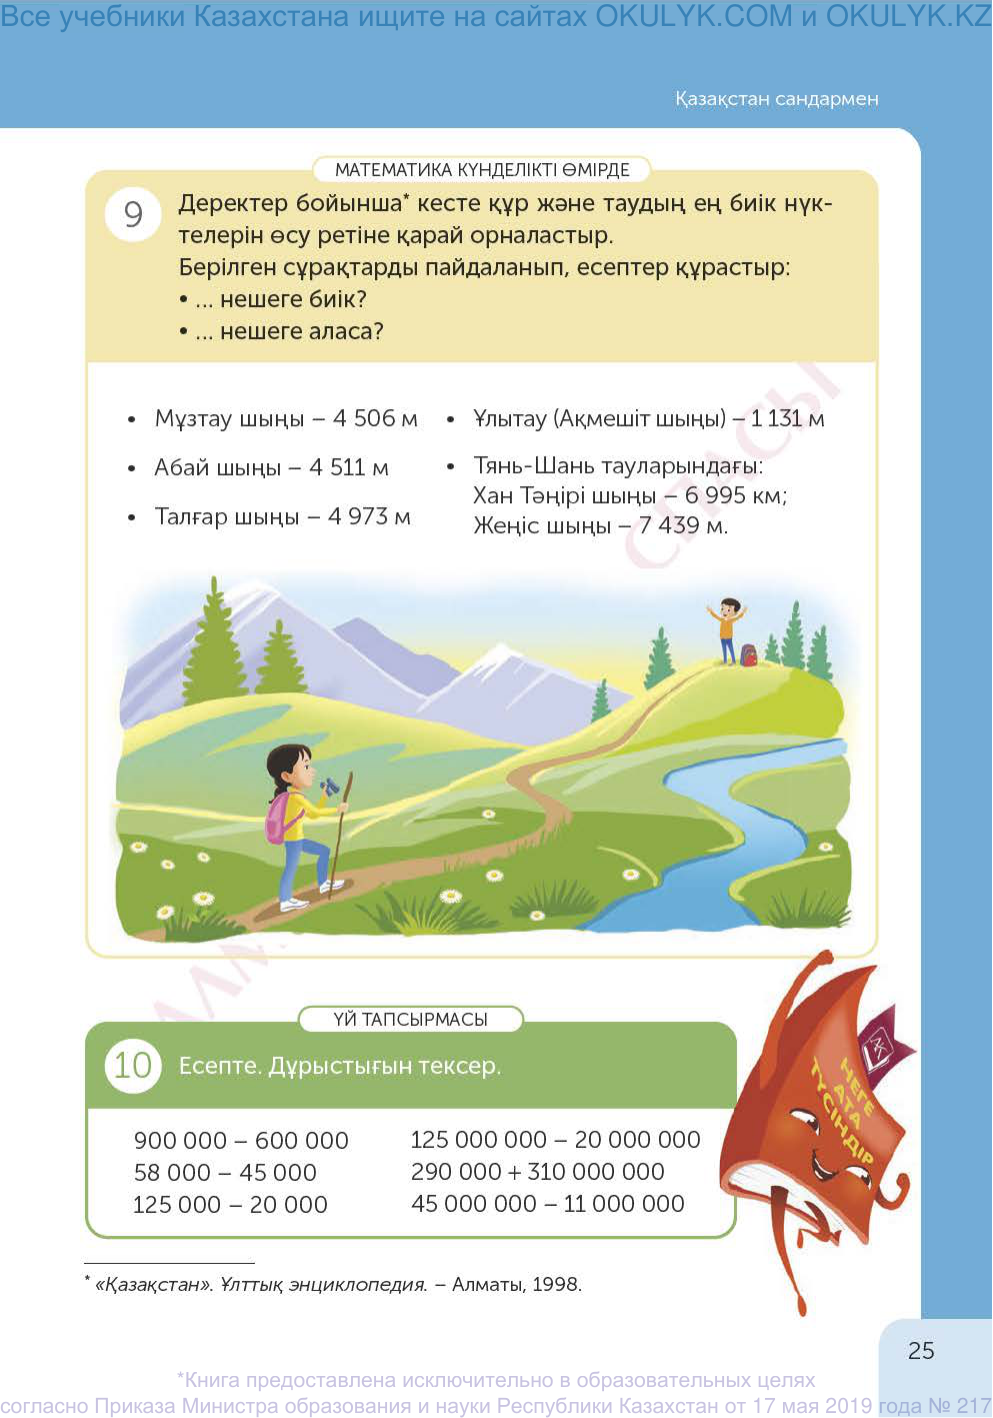 Все учебники Казахстана ищите на сайтах OKULYK.COM и OKULYK.KZ
Қазақстан сандармен
МАТЕМАТИКА КҮНДЕЛІКТІ ӨМІРДЕ
9
Деректер бойынша* кесте құр және таудың ең биік нүк-
телерін өсу ретіне қарай орналастыр.
Берілген сұрақтарды пайдаланып, есептер құрастыр:
• ... нешеге биік?
• ... нешеге аласа?
• Мұзтау шыңы – 4 506 м
• Абай шыңы – 4 511 м
• Талғар шыңы – 4 973 м
• Ұлытау (Ақмешіт шыңы) – 1 131 м
• Тянь-Шань тауларындағы:
Хан Тәңірі шыңы – 6 995 км;
Жеңіс шыңы – 7 439 м.
ҮЙ ТАПСЫРМАСЫ
10
Есепте. Дұрыстығын тексер.
900 000 – 600 000
58 000 – 45 000
125 000 – 20 000
125 000 000 – 20 000 000
290 000 + 310 000 000
45 000 000 – 11 000 000
НЕГЕ
АТА
ТҮСІНДІР
* «Қазақстан». Ұлттық энциклопедия. – Алматы, 1998.
25
*Книга предоставлена исключительно в образовательных целях
согласно Приказа Министра образования и науки Республики Казахстан от 17 мая 2019 года № 217